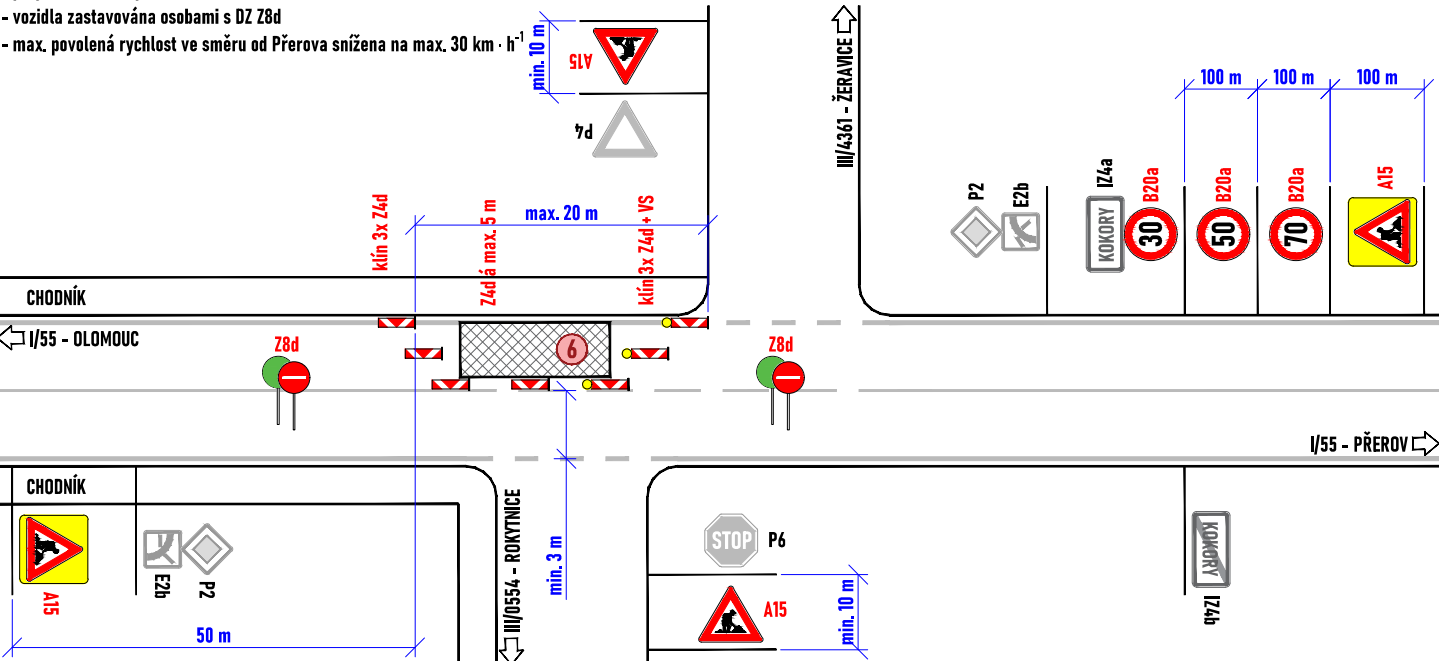 - vozidla zastavována osobami s DZ Z8d
- max. povolená rychlost ve směru od Přerova snížena na max. 30 km · h⁻¹
min. 10 m
A15
P4
III/4361 - ŽERAVICE
100 m
100 m
100 m
P2
E2b
IZ4a
KOKORY
B20a
30
B20a
50
B20a
70
A15
klín 3x Z4d
max. 20 m
Z4d á max. 5 m
klín 3x Z4d + VS
CHODNÍK
I/55 - OLOMOUC
Z8d
6
Z8d
I/55 - PŘEROV
CHODNÍK
A15
E2b
P2
50 m
III/0554 - ROKYTNICE
min. 3 m
STOP
P6
A15
min. 10 m
KOKORY
IZ4b